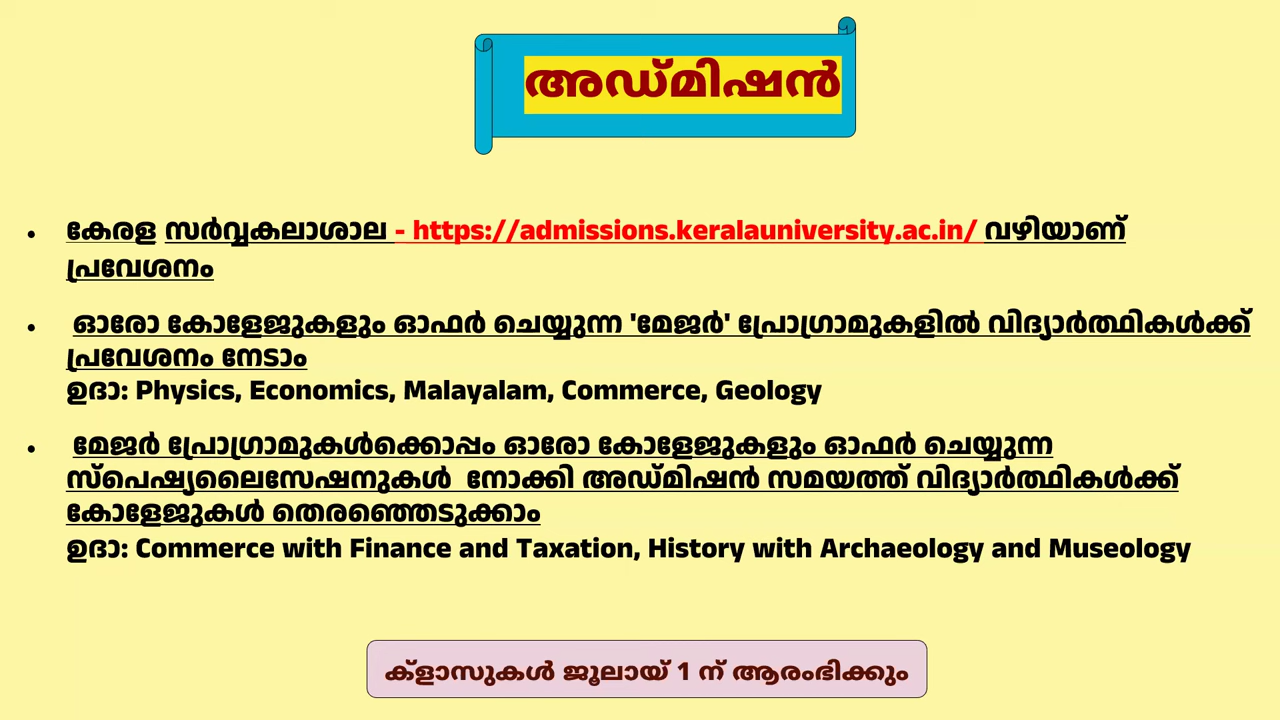 അഡ്മിഷൻ
• കേരള സർവ്വകലാശാല - https://admissions.keralauniversity.ac.in/ വഴിയാണ്
പ്രവേശനം
• ഓരോ കോളേജുകളും ഓഫർ ചെയ്യുന്ന 'മേജർ' പ്രോഗ്രാമുകളിൽ വിദ്യാർത്ഥികൾക്ക്
പ്രവേശനം നേടാം
ഉദാ: Physics, Economics, Malayalam, Commerce, Geology
• മേജർ പ്രോഗ്രാമുകൾക്കൊപ്പം ഓരോ കോളേജുകളും ഓഫർ ചെയ്യുന്ന
സ്പെഷ്യലൈസേഷനുകൾ നോക്കി അഡ്മിഷൻ സമയത്ത് വിദ്യാർത്ഥികൾക്ക്
കോളേജുകൾ തെരഞ്ഞെടുക്കാം
ഉദാ: Commerce with Finance and Taxation, History with Archaeology and Museology
ക്ളാസുകൾ ജൂലായ് 1 ന് ആരംഭിക്കും